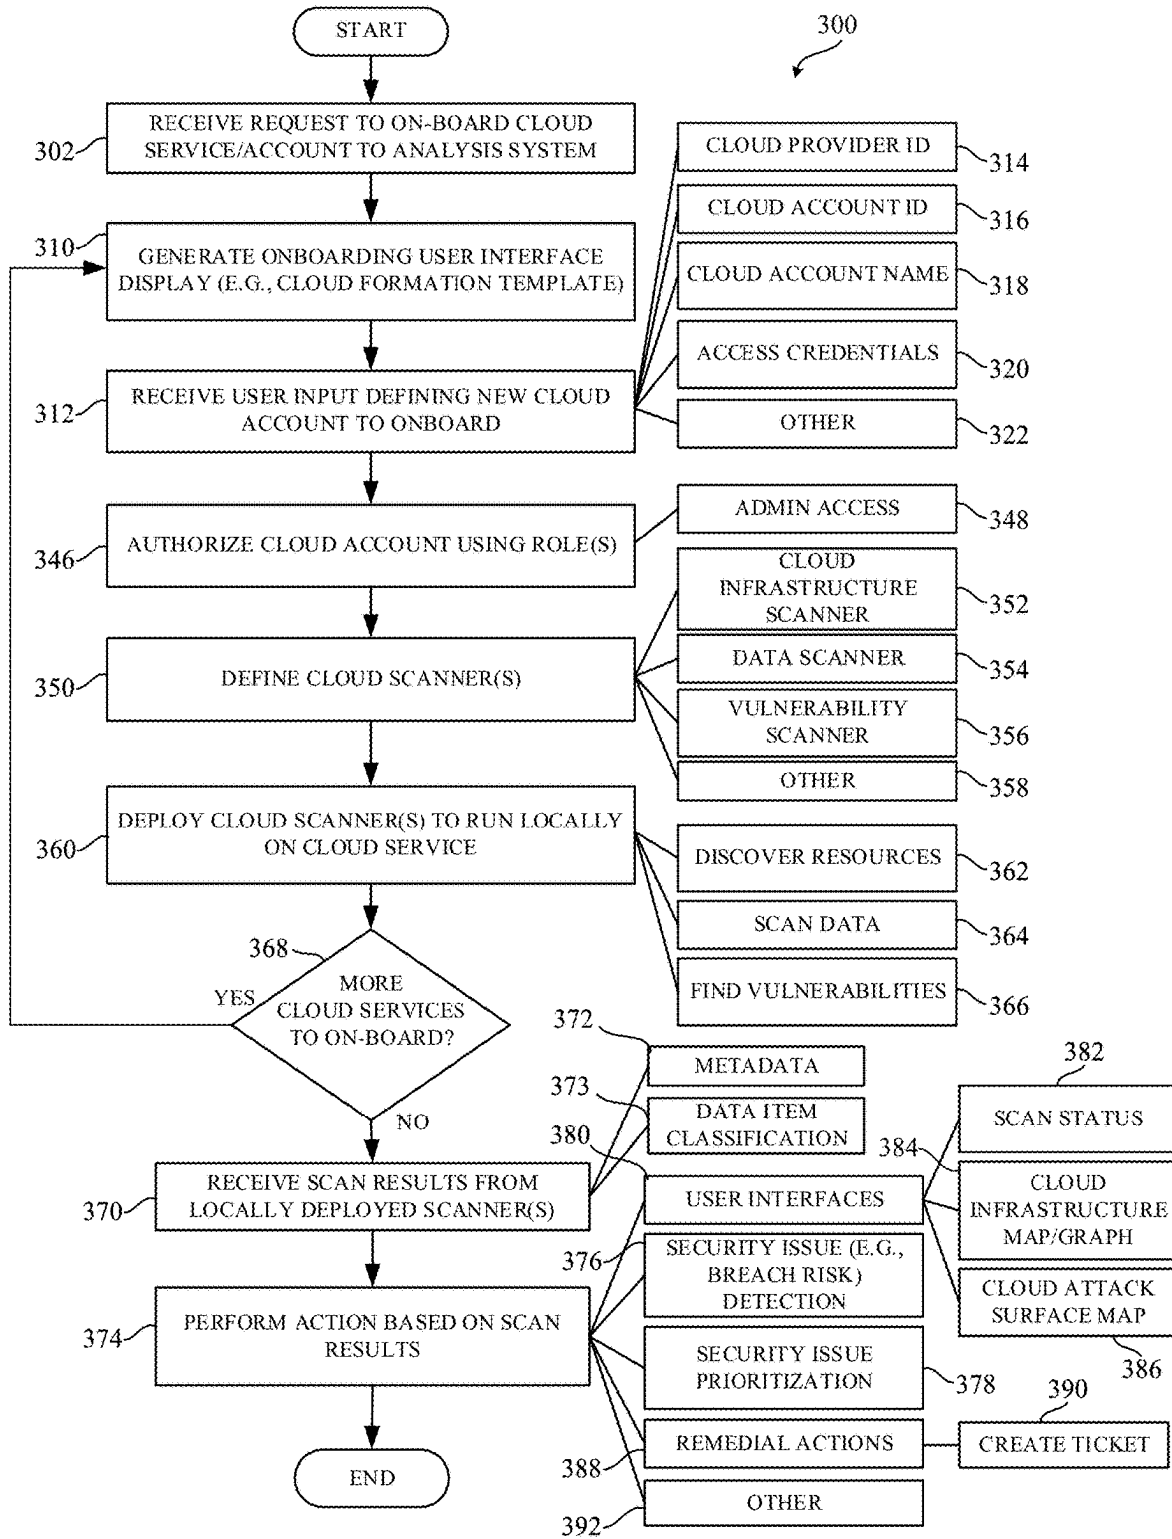 START
300
302
RECEIVE REQUEST TO ON-BOARD CLOUD
SERVICE/ACCOUNT TO ANALYSIS SYSTEM
310
GENERATE ONBOARDING USER INTERFACE
DISPLAY (E.G., CLOUD FORMATION TEMPLATE)
312
RECEIVE USER INPUT DEFINING NEW CLOUD
ACCOUNT TO ONBOARD
CLOUD PROVIDER ID
314
CLOUD ACCOUNT ID
316
CLOUD ACCOUNT NAME
318
ACCESS CREDENTIALS
320
OTHER
322
346
AUTHORIZE CLOUD ACCOUNT USING ROLE(S)
ADMIN ACCESS
348
350
DEFINE CLOUD SCANNER(S)
CLOUD
INFRASTRUCTURE
SCANNER
352
DATA SCANNER
354
VULNERABILITY
SCANNER
356
OTHER
358
360
DEPLOY CLOUD SCANNER(S) TO RUN LOCALLY
ON CLOUD SERVICE
DISCOVER RESOURCES
362
SCAN DATA
364
FIND VULNERABILITIES
366
368
MORE
CLOUD SERVICES
TO ON-BOARD?
YES
NO
370
RECEIVE SCAN RESULTS FROM
LOCALLY DEPLOYED SCANNER(S)
372
METADATA
373
DATA ITEM
CLASSIFICATION
374
PERFORM ACTION BASED ON SCAN
RESULTS
380
USER INTERFACES
382
SCAN STATUS
384
CLOUD
INFRASTRUCTURE
MAP/GRAPH
CLOUD ATTACK
SURFACE MAP
386
376
SECURITY ISSUE (E.G.,
BREACH RISK)
DETECTION
SECURITY ISSUE
PRIORITIZATION
378
388
REMEDIAL ACTIONS
390
CREATE TICKET
392
OTHER
END